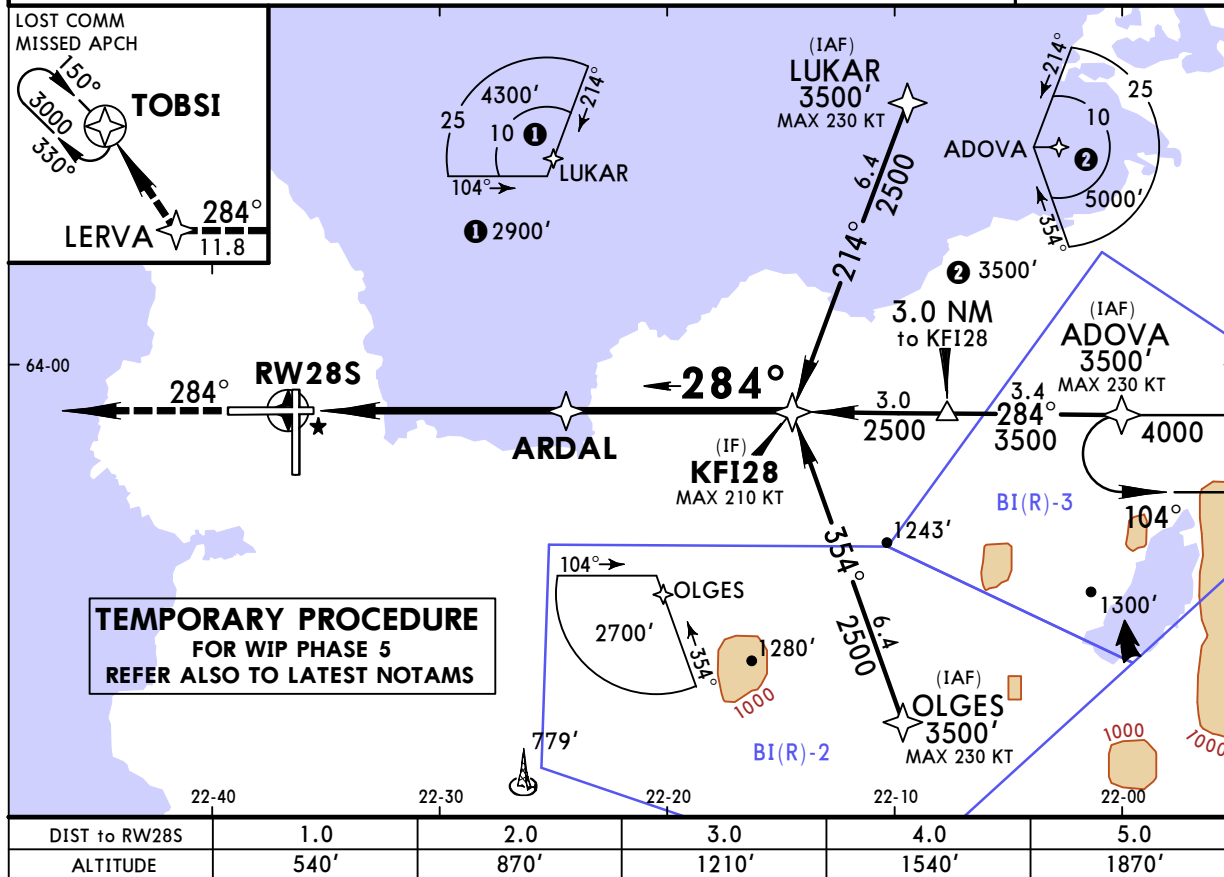 LOST COMM
MISSED APCH
150°
TOBSI
3000
330°
284°
LERVA
11.8
4300'
214°
25
10 1
LUKAR
104°
1 2900'
(IAF)
LUKAR
3500'
MAX 230 KT
6.4
2500
214°
214°
25
10
ADOVA
2
5000'
354°
2 3500'
3.0 NM
to KFI28
(IAF)
ADOVA
3500'
MAX 230 KT
64-00
284°
RW28S
284°
ARDAL
(IF)
KFI28
MAX 210 KT
3.0
2500
3.4
284°
3500
4000
104°
BI(R)-3
1243'
1300'
354°
6.4
2500
104°
OLGES
2700'
354°
1280'
1000
(IAF)
OLGES
3500'
MAX 230 KT
TEMPORARY PROCEDURE
FOR WIP PHASE 5
REFER ALSO TO LATEST NOTAMS
779'
BI(R)-2
1000
1000
22-40
22-30
22-20
22-10
22-00
DIST to RW28S 1.0 2.0 3.0 4.0 5.0
ALTITUDE 540' 870' 1210' 1540' 1870'